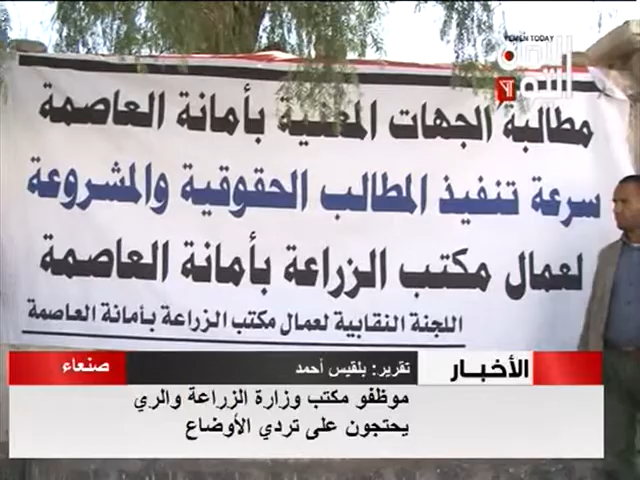 YEMEN TODAY
اليمن
اليوم
مطالبة الجهات المعنية بأمانة العاصمة
سرعة تنفيذ المطالب الحقوقية والمشروعة
لعمال مكتب الزراعة بأمانة العاصمة
اللجنة النقابية لعمال مكتب الزراعة بأمانة العاصمة
الأخبار
تقرير: بلقيس أحمد
صنعاء
موظفو مكتب وزارة الزراعة والري
يحتجون على تردي الأوضاع